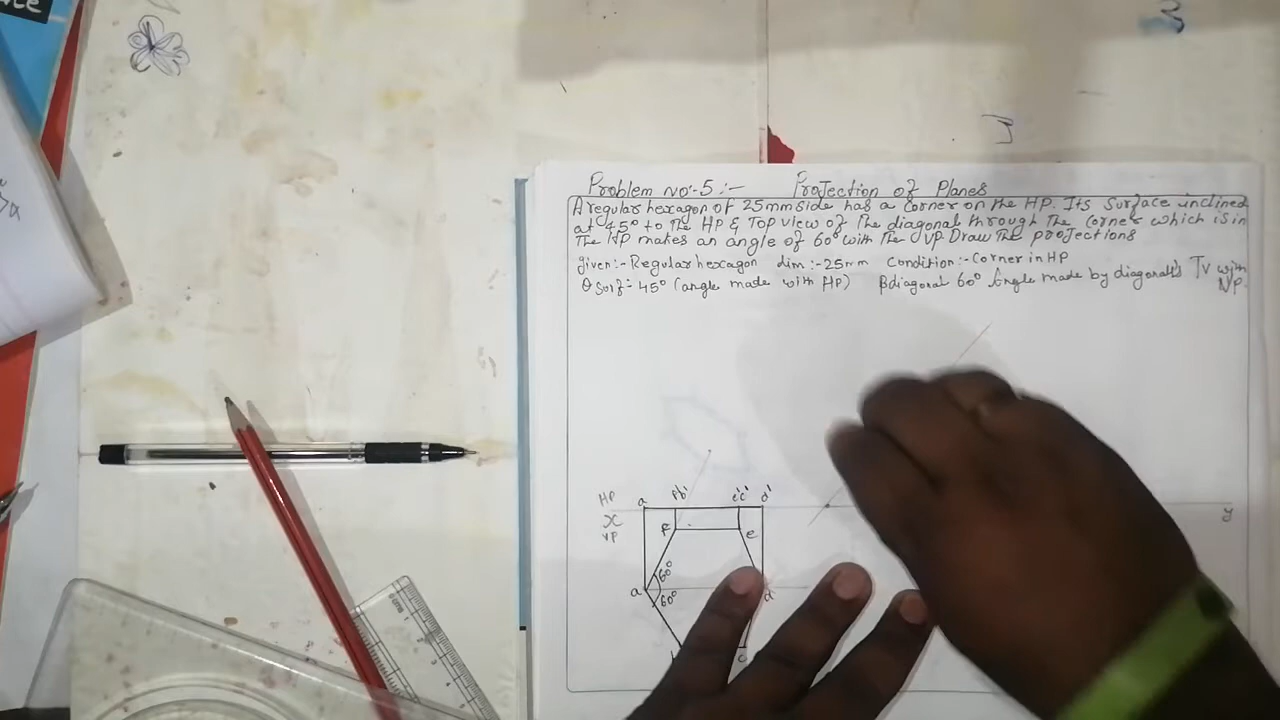 Problem No:-5:- Projection of Planes
A regular hexagon of 25mm side has a corner on the HP. Its surface inclined
at 45° to the HP & Top view of the diagonal through the corner which is in
The HP makes an angle of 60° with the VP. Draw the projections
given:- Regular hexagon dim:-25mm Condition:- Corner in HP
θ Surf= 45° (angle made with HP) βdiagonal 60° Angle made by diagonal's TV with
VP.
HP
X
VP
a
c'c'
d'
y
f
e
60°
a
60°
d
c